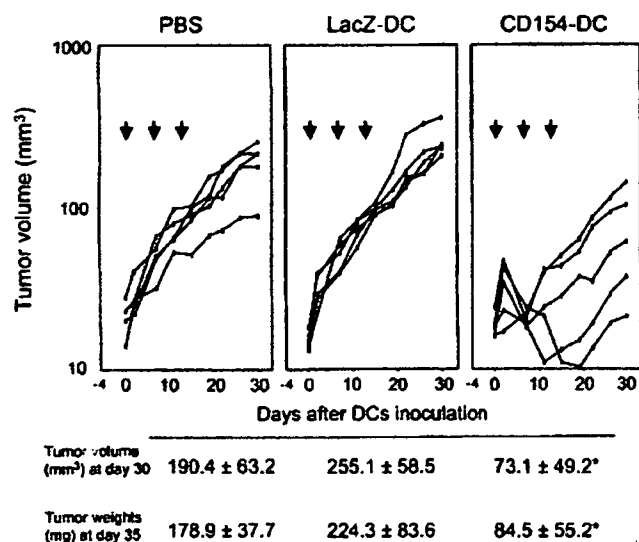 PBS LacZ-DC CD154-DC
Tumor volume (mm³)
1000
100
10
-4 0 10 20 30 -4 0 10 20 30 -4 0 10 20 30
Days after DCs inoculation
Tumor volume
(mm³) at day 30 190.4 ± 63.2 255.1 ± 58.5 73.1 ± 49.2*
Tumor weights
(mg) at day 35 178.9 ± 37.7 224.3 ± 83.6 84.5 ± 55.2*